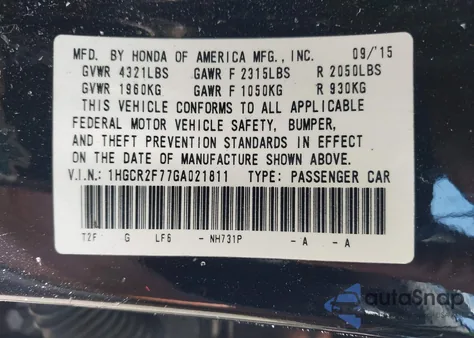 MFD. BY HONDA OF AMERICA MFG., INC. 09/'15
GVWR 4321LBS GAWR F 2315LBS R 2050LBS
GVWR 1960KG GAWR F 1050KG R 930KG
THIS VEHICLE CONFORMS TO ALL APPLICABLE
FEDERAL MOTOR VEHICLE SAFETY, BUMPER,
AND THEFT PREVENTION STANDARDS IN EFFECT
ON THE DATE OF MANUFACTURE SHOWN ABOVE.
V.I.N.: 1HGCR2F77GA021811 TYPE: PASSENGER CAR
T2F G LF6 - NH731P - A - A
autoSnap